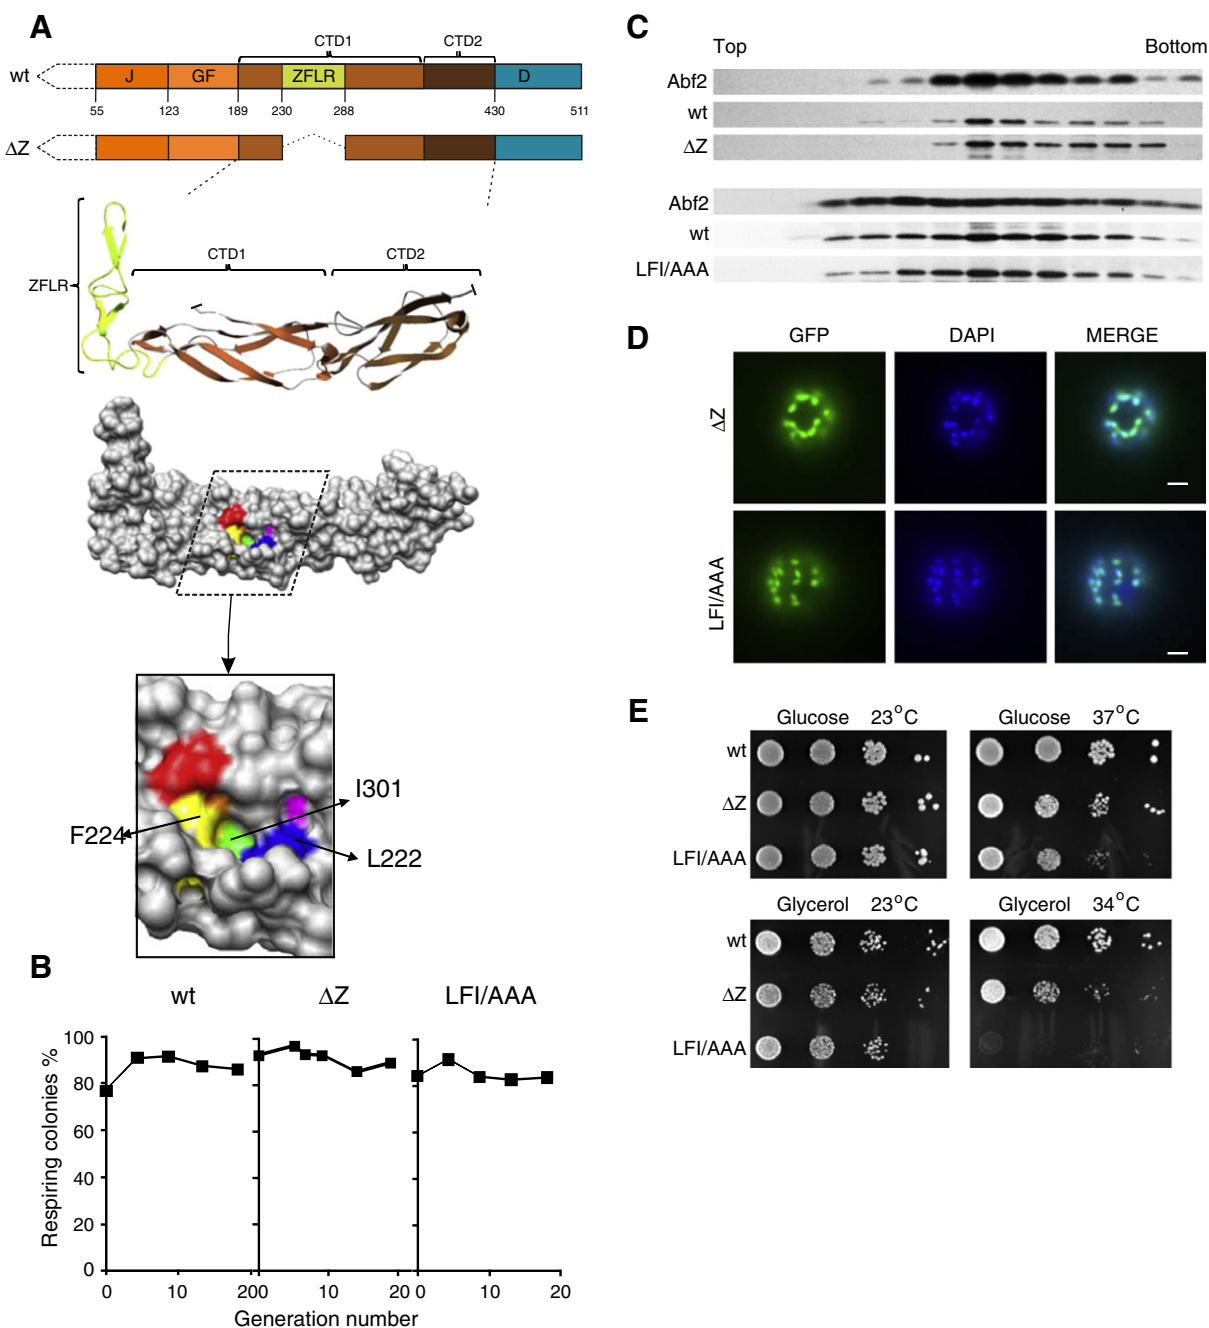 A
CTD1
CTD2
wt
J
GF
ZFLR
D
55
123
189
230
288
430
511
ΔZ
ZFLR
CTD1
CTD2
I301
F224
L222
B
wt
ΔZ
LFI/AAA
Respiring colonies %
100
80
60
40
20
0
0
10
20
0
10
20
0
10
20
Generation number
C
Top
Bottom
Abf2
wt
ΔZ
Abf2
wt
LFI/AAA
D
GFP
DAPI
MERGE
ΔZ
LFI/AAA
E
Glucose 23°C
Glucose 37°C
wt
ΔZ
LFI/AAA
Glycerol 23°C
Glycerol 34°C
wt
ΔZ
LFI/AAA